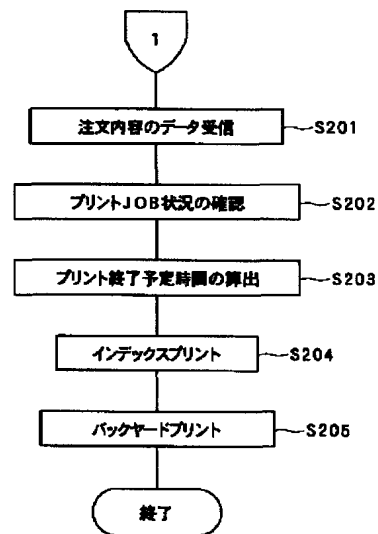 1
注文内容のデータ受信 S201
プリントJOB状況の確認 S202
プリント終了予定時間の算出 S203
インデックスプリント S204
バックヤードプリント S205
終了